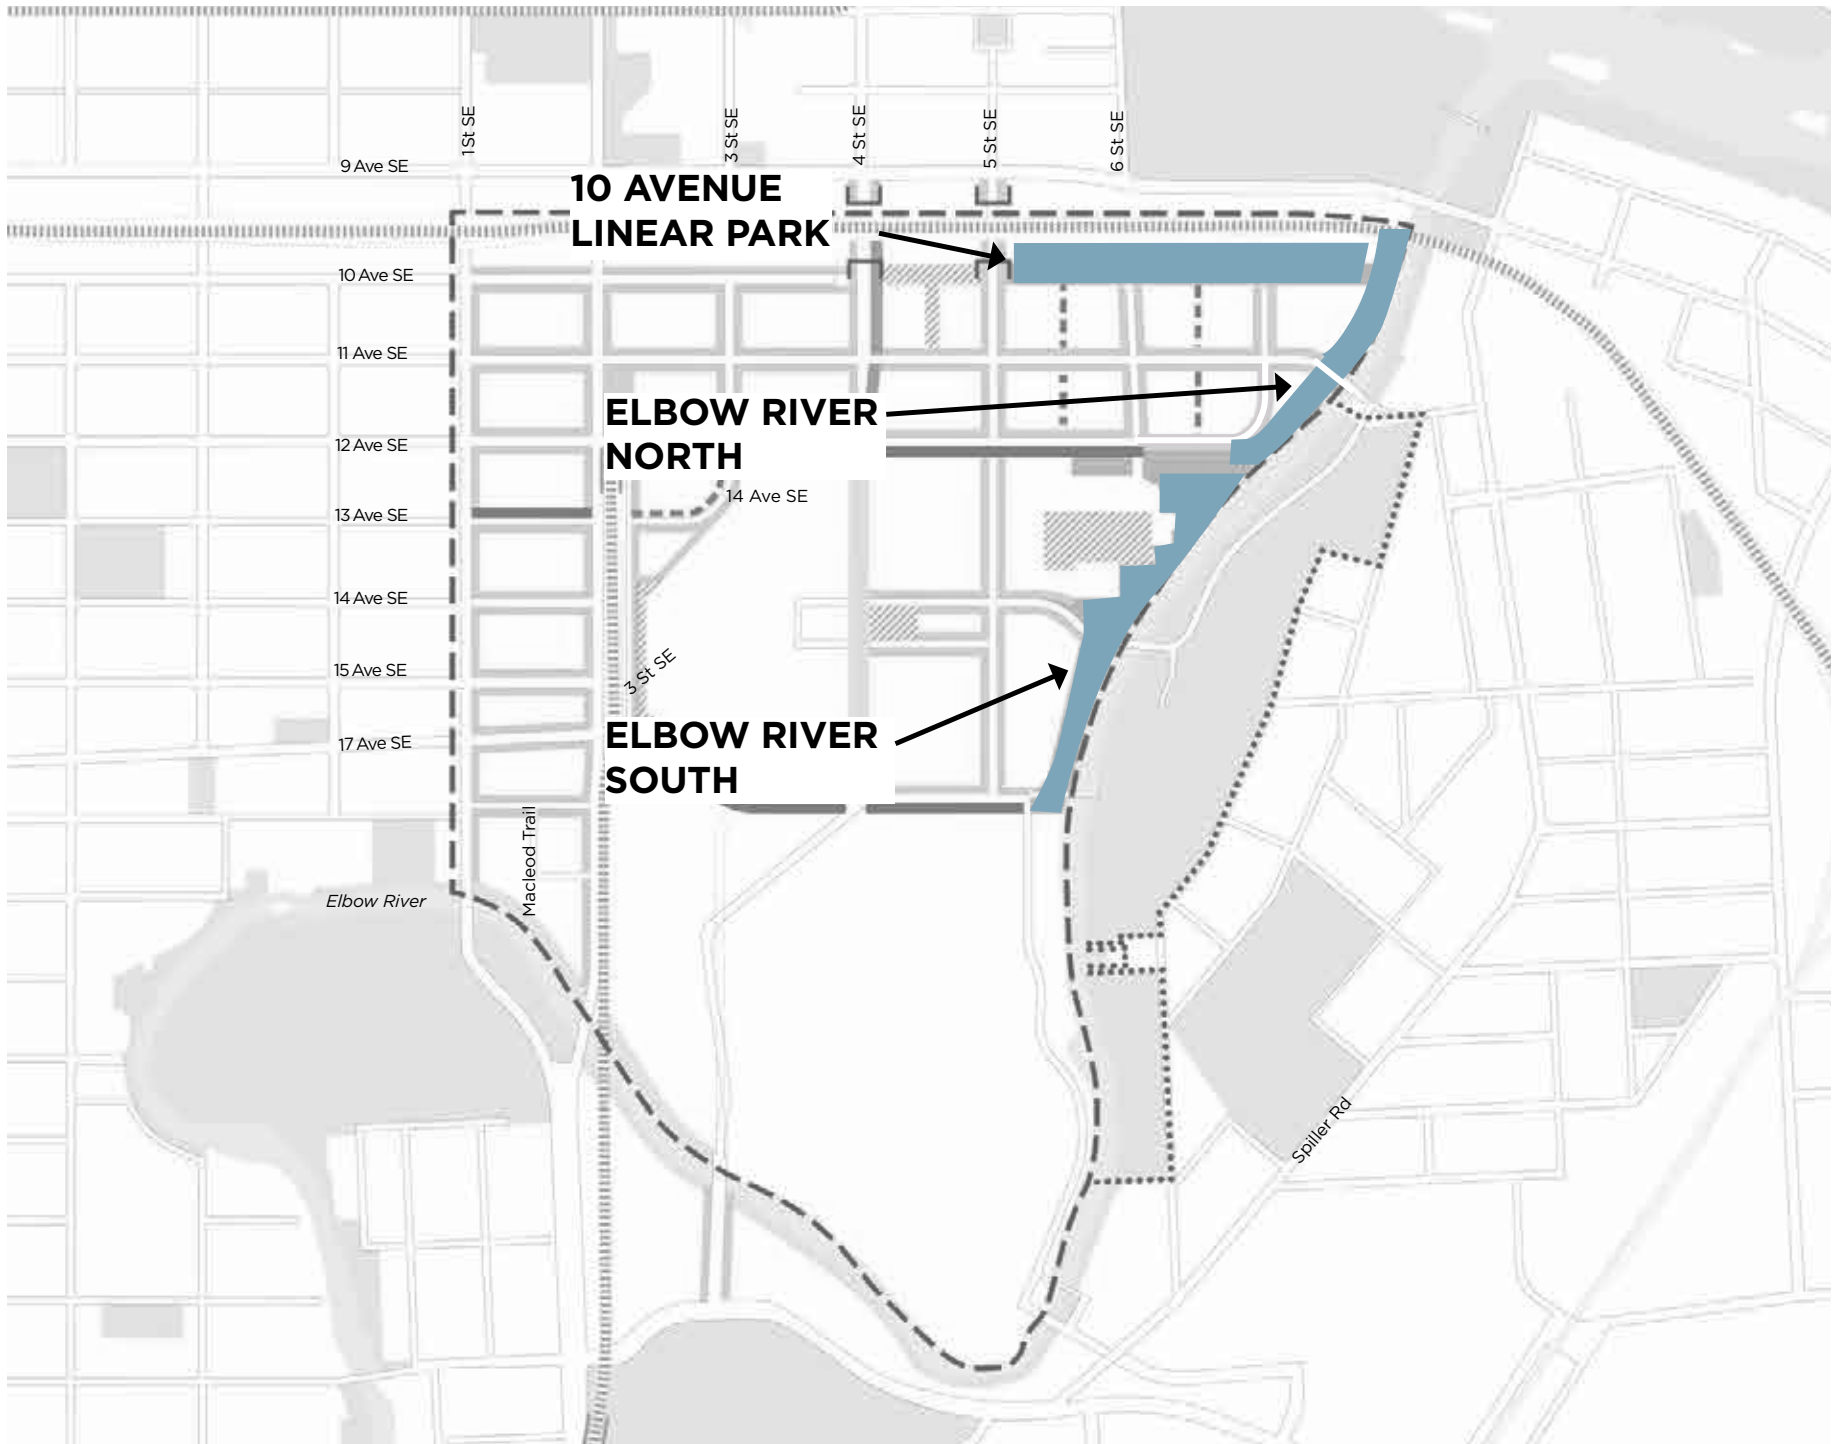 1 St SE
3 St SE
4 St SE
5 St SE
6 St SE
9 Ave SE
10 AVENUE
LINEAR PARK
10 Ave SE
11 Ave SE
ELBOW RIVER
NORTH
12 Ave SE
14 Ave SE
13 Ave SE
14 Ave SE
15 Ave SE
3 St SE
17 Ave SE
ELBOW RIVER
SOUTH
Macleod Trail
Elbow River
Spiller Rd